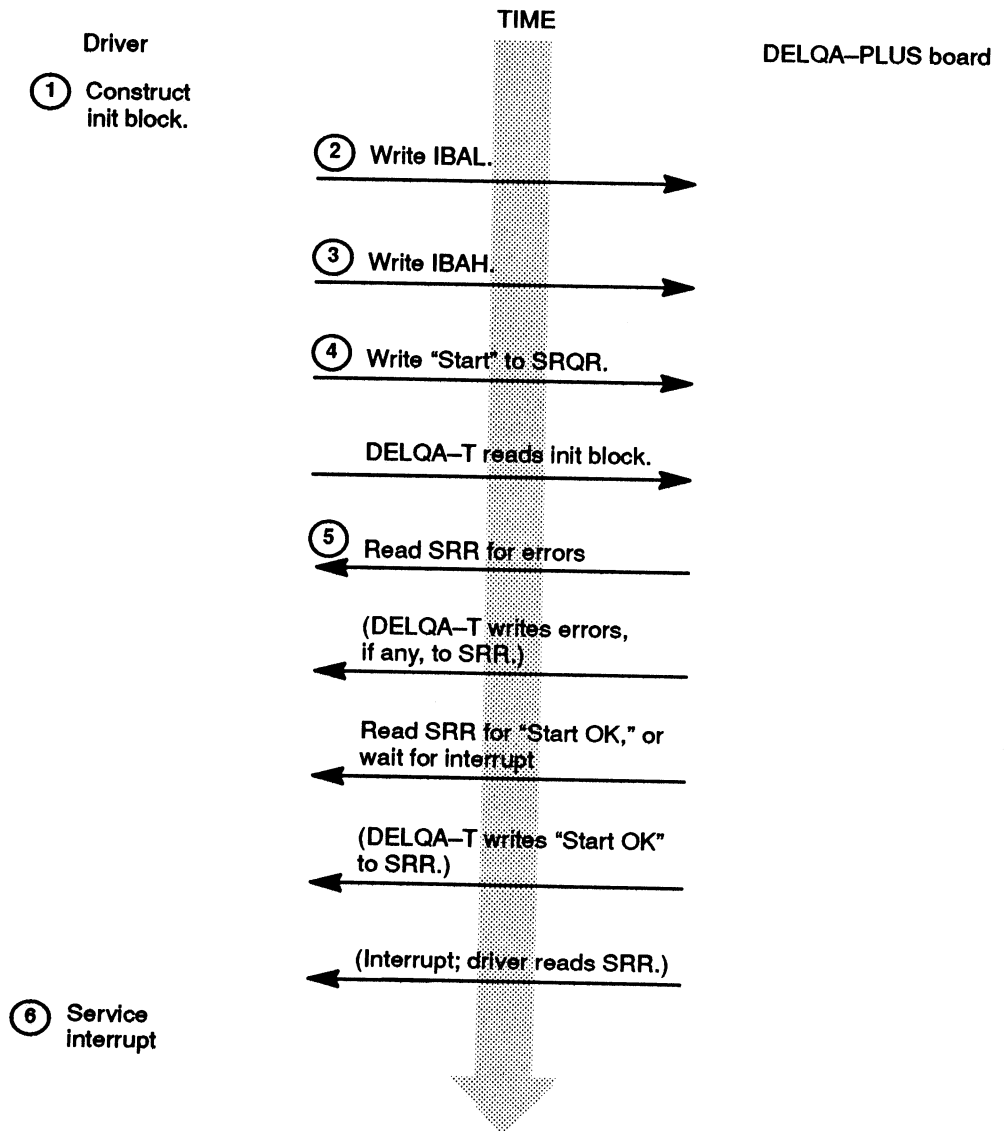 TIME
Driver
DELQA–PLUS board
1 Construct
init block.
2 Write IBAL.
3 Write IBAH.
4 Write “Start” to SRQR.
DELQA–T reads init block.
5 Read SRR for errors
(DELQA–T writes errors,
if any, to SRR.)
Read SRR for “Start OK,” or
wait for interrupt
(DELQA–T writes “Start OK”
to SRR.)
(Interrupt; driver reads SRR.)
6 Service
interrupt